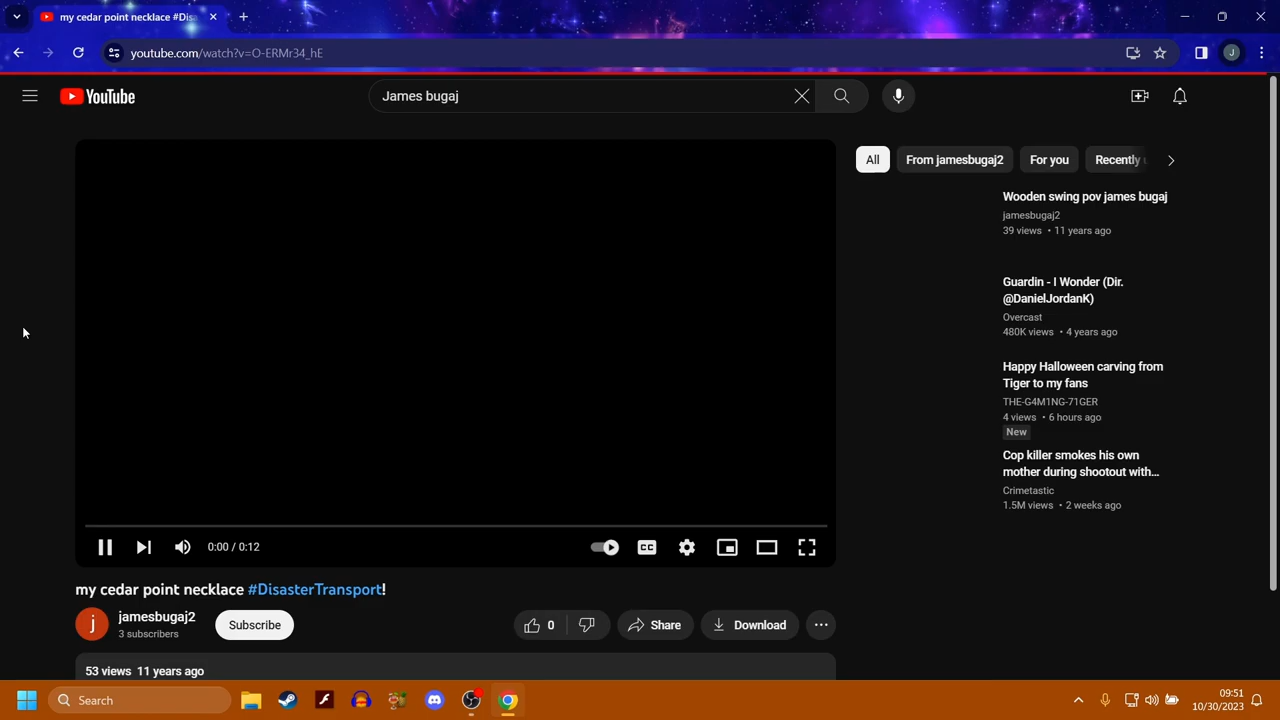 my cedar point necklace #Dis
youtube.com/watch?v=O-ERMr34_hE
J
YouTube
James bugaj
All
From jamesbugaj2
For you
Recently u
Wooden swing pov james bugaj
jamesbugaj2
39 views • 11 years ago
Guardin - I Wonder (Dir.
@DanielJordanK)
Overcast
480K views • 4 years ago
Happy Halloween carving from
Tiger to my fans
THE-G4M1NG-71GER
4 views • 6 hours ago
New
Cop killer smokes his own
mother during shootout with...
Crimetastic
1.5M views • 2 weeks ago
0:00 / 0:12
CC
my cedar point necklace #DisasterTransport!
j
jamesbugaj2
3 subscribers
Subscribe
0
Share
Download
53 views 11 years ago
Search
09:51
10/30/2023